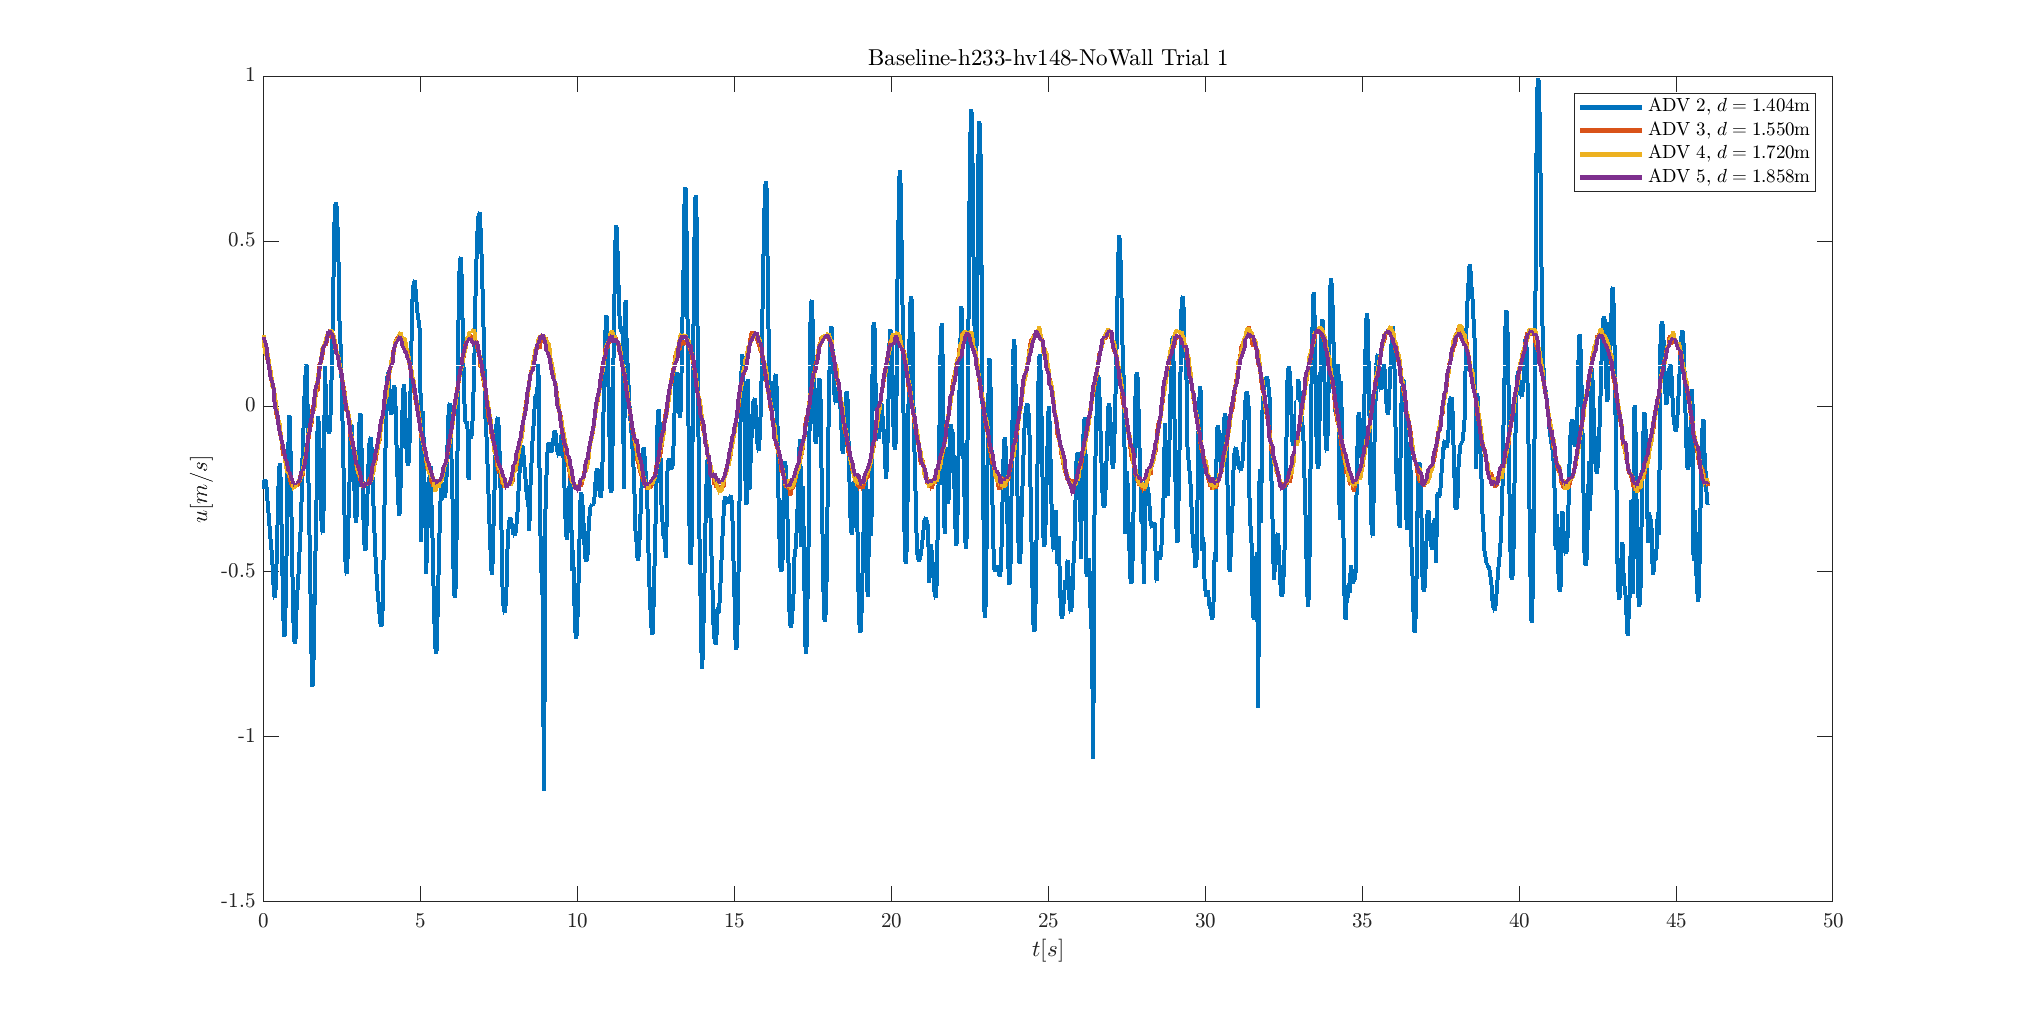 Baseline-h233-hv148-NoWall Trial 1
1
0.5
0
-0.5
-1
-1.5
u[m/s]
ADV 2, d = 1.404m
ADV 3, d = 1.550m
ADV 4, d = 1.720m
ADV 5, d = 1.858m
0 5 10 15 20 25 30 35 40 45 50
t[s]